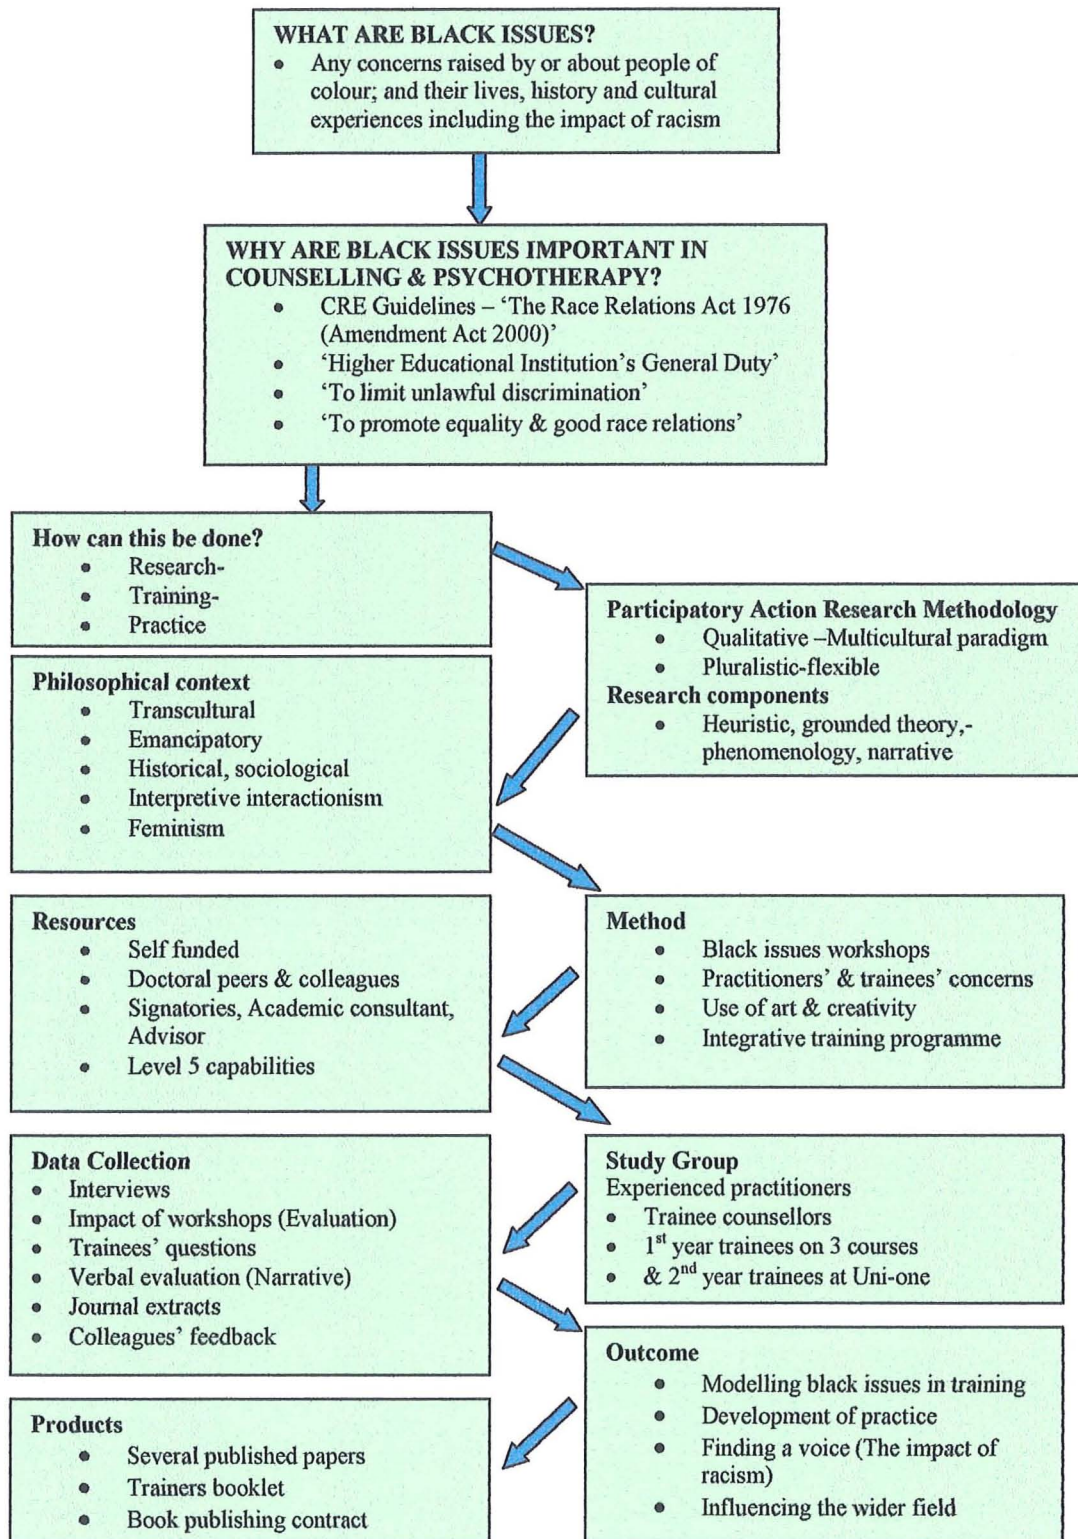 WHAT ARE BLACK ISSUES?
• Any concerns raised by or about people of
colour; and their lives, history and cultural
experiences including the impact of racism
WHY ARE BLACK ISSUES IMPORTANT IN
COUNSELLING & PSYCHOTHERAPY?
• CRE Guidelines – ‘The Race Relations Act 1976
(Amendment Act 2000)’
• ‘Higher Educational Institution’s General Duty’
• ‘To limit unlawful discrimination’
• ‘To promote equality & good race relations’
How can this be done?
• Research-
• Training-
• Practice
Participatory Action Research Methodology
• Qualitative –Multicultural paradigm
• Pluralistic-flexible
Research components
• Heuristic, grounded theory,-
phenomenology, narrative
Philosophical context
• Transcultural
• Emancipatory
• Historical, sociological
• Interpretive interactionism
• Feminism
Method
• Black issues workshops
• Practitioners’ & trainees’ concerns
• Use of art & creativity
• Integrative training programme
Resources
• Self funded
• Doctoral peers & colleagues
• Signatories, Academic consultant,
Advisor
• Level 5 capabilities
Study Group
Experienced practitioners
• Trainee counsellors
• 1st year trainees on 3 courses
• & 2nd year trainees at Uni-one
Data Collection
• Interviews
• Impact of workshops (Evaluation)
• Trainees’ questions
• Verbal evaluation (Narrative)
• Journal extracts
• Colleagues’ feedback
Outcome
• Modelling black issues in training
• Development of practice
• Finding a voice (The impact of
racism)
• Influencing the wider field
Products
• Several published papers
• Trainers booklet
• Book publishing contract